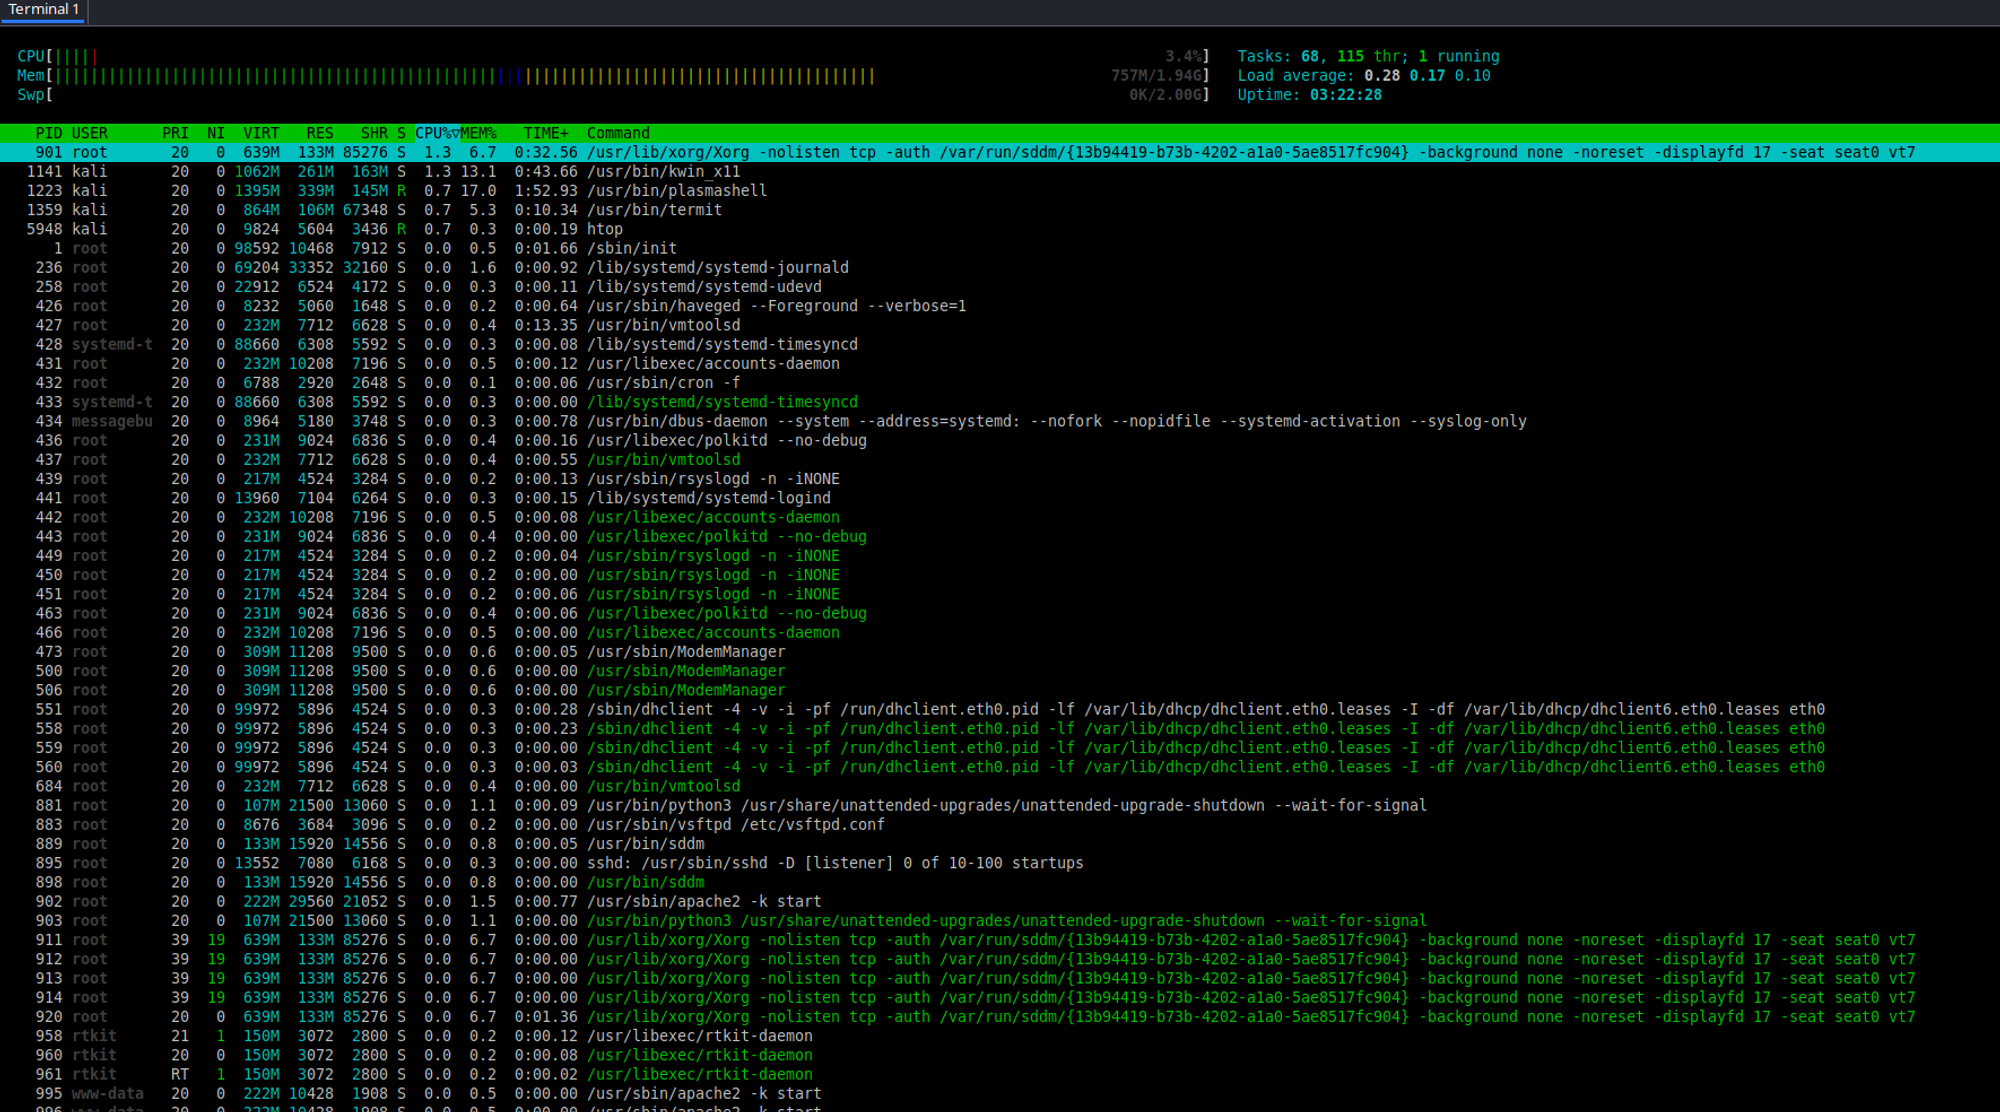 Terminal 1
CPU[||||| 3.4%] Tasks: 68, 115 thr; 1 running
Mem[||||||||||||||||||||||||||||||||||||||||||||||||||||||||||||||||||||||||||||||||||||||||||| 757M/1.94G] Load average: 0.28 0.17 0.10
Swp[ 0K/2.00G] Uptime: 03:22:28
PID USER PRI NI VIRT RES SHR S CPU%▽MEM% TIME+ Command
901 root 20 0 639M 133M 85276 S 1.3 6.7 0:32.56 /usr/lib/xorg/Xorg -nolisten tcp -auth /var/run/sddm/{13b94419-b73b-4202-a1a0-5ae8517fc904} -background none -noreset -displayfd 17 -seat seat0 vt7
1141 kali 20 0 1062M 261M 163M S 1.3 13.1 0:43.66 /usr/bin/kwin_x11
1223 kali 20 0 1395M 339M 145M R 0.7 17.0 1:52.93 /usr/bin/plasmashell
1359 kali 20 0 864M 106M 67348 S 0.7 5.3 0:10.34 /usr/bin/termit
5948 kali 20 0 9824 5604 3436 R 0.7 0.3 0:00.19 htop
1 root 20 0 98592 10468 7912 S 0.0 0.5 0:01.66 /sbin/init
236 root 20 0 69204 33352 32160 S 0.0 1.6 0:00.92 /lib/systemd/systemd-journald
258 root 20 0 22912 6524 4172 S 0.0 0.3 0:00.11 /lib/systemd/systemd-udevd
426 root 20 0 8232 5060 1648 S 0.0 0.2 0:00.64 /usr/sbin/haveged --Foreground --verbose=1
427 root 20 0 232M 7712 6628 S 0.0 0.4 0:13.35 /usr/bin/vmtoolsd
428 systemd-t 20 0 88660 6308 5592 S 0.0 0.3 0:00.08 /lib/systemd/systemd-timesyncd
431 root 20 0 232M 10208 7196 S 0.0 0.5 0:00.12 /usr/libexec/accounts-daemon
432 root 20 0 6788 2920 2648 S 0.0 0.1 0:00.06 /usr/sbin/cron -f
433 systemd-t 20 0 88660 6308 5592 S 0.0 0.3 0:00.00 /lib/systemd/systemd-timesyncd
434 messagebu 20 0 8964 5180 3748 S 0.0 0.3 0:00.78 /usr/bin/dbus-daemon --system --address=systemd: --nofork --nopidfile --systemd-activation --syslog-only
436 root 20 0 231M 9024 6836 S 0.0 0.4 0:00.16 /usr/libexec/polkitd --no-debug
437 root 20 0 232M 7712 6628 S 0.0 0.4 0:00.55 /usr/bin/vmtoolsd
439 root 20 0 217M 4524 3284 S 0.0 0.2 0:00.13 /usr/sbin/rsyslogd -n -iNONE
441 root 20 0 13960 7104 6264 S 0.0 0.3 0:00.15 /lib/systemd/systemd-logind
442 root 20 0 232M 10208 7196 S 0.0 0.5 0:00.08 /usr/libexec/accounts-daemon
443 root 20 0 231M 9024 6836 S 0.0 0.4 0:00.00 /usr/libexec/polkitd --no-debug
449 root 20 0 217M 4524 3284 S 0.0 0.2 0:00.04 /usr/sbin/rsyslogd -n -iNONE
450 root 20 0 217M 4524 3284 S 0.0 0.2 0:00.00 /usr/sbin/rsyslogd -n -iNONE
451 root 20 0 217M 4524 3284 S 0.0 0.2 0:00.06 /usr/sbin/rsyslogd -n -iNONE
463 root 20 0 231M 9024 6836 S 0.0 0.4 0:00.06 /usr/libexec/polkitd --no-debug
466 root 20 0 232M 10208 7196 S 0.0 0.5 0:00.00 /usr/libexec/accounts-daemon
473 root 20 0 309M 11208 9500 S 0.0 0.6 0:00.05 /usr/sbin/ModemManager
500 root 20 0 309M 11208 9500 S 0.0 0.6 0:00.00 /usr/sbin/ModemManager
506 root 20 0 309M 11208 9500 S 0.0 0.6 0:00.00 /usr/sbin/ModemManager
551 root 20 0 99972 5896 4524 S 0.0 0.3 0:00.28 /sbin/dhclient -4 -v -i -pf /run/dhclient.eth0.pid -lf /var/lib/dhcp/dhclient.eth0.leases -I -df /var/lib/dhcp/dhclient6.eth0.leases eth0
558 root 20 0 99972 5896 4524 S 0.0 0.3 0:00.23 /sbin/dhclient -4 -v -i -pf /run/dhclient.eth0.pid -lf /var/lib/dhcp/dhclient.eth0.leases -I -df /var/lib/dhcp/dhclient6.eth0.leases eth0
559 root 20 0 99972 5896 4524 S 0.0 0.3 0:00.00 /sbin/dhclient -4 -v -i -pf /run/dhclient.eth0.pid -lf /var/lib/dhcp/dhclient.eth0.leases -I -df /var/lib/dhcp/dhclient6.eth0.leases eth0
560 root 20 0 99972 5896 4524 S 0.0 0.3 0:00.03 /sbin/dhclient -4 -v -i -pf /run/dhclient.eth0.pid -lf /var/lib/dhcp/dhclient.eth0.leases -I -df /var/lib/dhcp/dhclient6.eth0.leases eth0
684 root 20 0 232M 7712 6628 S 0.0 0.4 0:00.00 /usr/bin/vmtoolsd
881 root 20 0 107M 21500 13060 S 0.0 1.1 0:00.09 /usr/bin/python3 /usr/share/unattended-upgrades/unattended-upgrade-shutdown --wait-for-signal
883 root 20 0 8676 3684 3096 S 0.0 0.2 0:00.00 /usr/sbin/vsftpd /etc/vsftpd.conf
889 root 20 0 133M 15920 14556 S 0.0 0.8 0:00.05 /usr/bin/sddm
895 root 20 0 13552 7080 6168 S 0.0 0.3 0:00.00 sshd: /usr/sbin/sshd -D [listener] 0 of 10-100 startups
898 root 20 0 133M 15920 14556 S 0.0 0.8 0:00.00 /usr/bin/sddm
902 root 20 0 222M 29560 21052 S 0.0 1.5 0:00.77 /usr/sbin/apache2 -k start
903 root 20 0 107M 21500 13060 S 0.0 1.1 0:00.00 /usr/bin/python3 /usr/share/unattended-upgrades/unattended-upgrade-shutdown --wait-for-signal
911 root 39 19 639M 133M 85276 S 0.0 6.7 0:00.00 /usr/lib/xorg/Xorg -nolisten tcp -auth /var/run/sddm/{13b94419-b73b-4202-a1a0-5ae8517fc904} -background none -noreset -displayfd 17 -seat seat0 vt7
912 root 39 19 639M 133M 85276 S 0.0 6.7 0:00.00 /usr/lib/xorg/Xorg -nolisten tcp -auth /var/run/sddm/{13b94419-b73b-4202-a1a0-5ae8517fc904} -background none -noreset -displayfd 17 -seat seat0 vt7
913 root 39 19 639M 133M 85276 S 0.0 6.7 0:00.00 /usr/lib/xorg/Xorg -nolisten tcp -auth /var/run/sddm/{13b94419-b73b-4202-a1a0-5ae8517fc904} -background none -noreset -displayfd 17 -seat seat0 vt7
914 root 39 19 639M 133M 85276 S 0.0 6.7 0:00.00 /usr/lib/xorg/Xorg -nolisten tcp -auth /var/run/sddm/{13b94419-b73b-4202-a1a0-5ae8517fc904} -background none -noreset -displayfd 17 -seat seat0 vt7
920 root 20 0 639M 133M 85276 S 0.0 6.7 0:01.36 /usr/lib/xorg/Xorg -nolisten tcp -auth /var/run/sddm/{13b94419-b73b-4202-a1a0-5ae8517fc904} -background none -noreset -displayfd 17 -seat seat0 vt7
958 rtkit 21 1 150M 3072 2800 S 0.0 0.2 0:00.12 /usr/libexec/rtkit-daemon
960 rtkit 20 0 150M 3072 2800 S 0.0 0.2 0:00.08 /usr/libexec/rtkit-daemon
961 rtkit RT 1 150M 3072 2800 S 0.0 0.2 0:00.02 /usr/libexec/rtkit-daemon
995 www-data 20 0 222M 10428 1908 S 0.0 0.5 0:00.00 /usr/sbin/apache2 -k start
996 www-data 20 0 222M 10428 1908 S 0.0 0.5 0:00.00 /usr/sbin/apache2 -k start